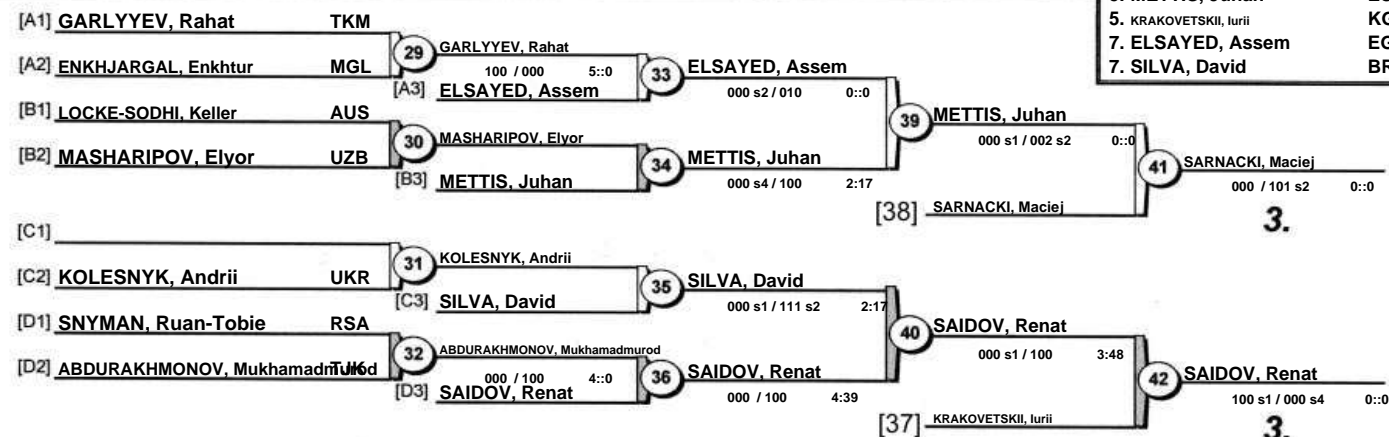 5. KRAKOVETSKII, Iurii
7. ELSAYED, Assem
7. SILVA, David
[A1] GARLYYEV, Rahat TKM
[A2] ENKHJARGAL, Enkhtur MGL
29
GARLYYEV, Rahat
100 / 000 5::0
[A3] ELSAYED, Assem
33
ELSAYED, Assem
000 s2 / 010 0::0
[B1] LOCKE-SODHI, Keller AUS
[B2] MASHARIPOV, Elyor UZB
30
MASHARIPOV, Elyor
[B3] METTIS, Juhan
34
METTIS, Juhan
000 s4 / 100 2:17
39
METTIS, Juhan
000 s1 / 002 s2 0::0
[38] SARNACKI, Maciej
41
SARNACKI, Maciej
000 / 101 s2 0::0
3.
[C1]
[C2] KOLESNYK, Andrii UKR
31
KOLESNYK, Andrii
[C3] SILVA, David
35
SILVA, David
000 s1 / 111 s2 2:17
[D1] SNYMAN, Ruan-Tobie RSA
[D2] ABDURAKHMONOV, Mukhamadmurod TJK
32
ABDURAKHMONOV, Mukhamadmurod
000 / 100 4::0
[D3] SAIDOV, Renat
36
SAIDOV, Renat
000 / 100 4:39
40
SAIDOV, Renat
000 s1 / 100 3:48
[37] KRAKOVETSKII, Iurii
42
SAIDOV, Renat
100 s1 / 000 s4 0::0
3.